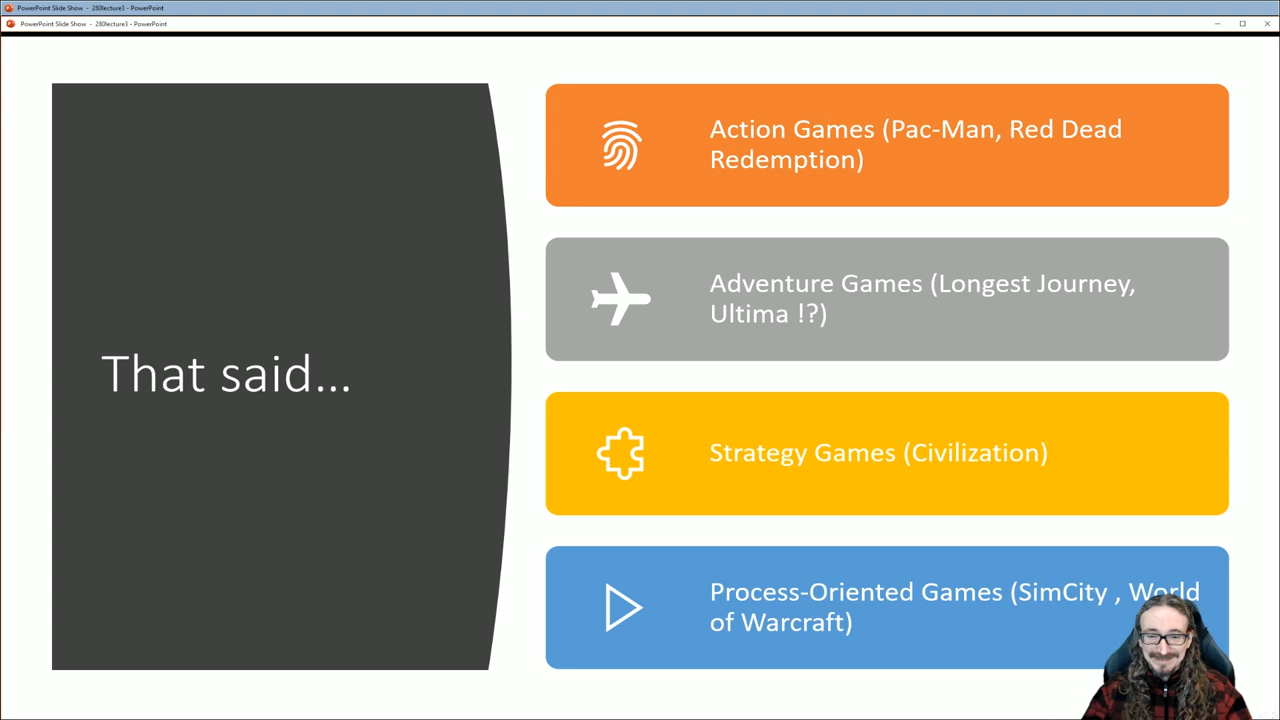 PowerPoint Slide Show - 280lecture3 - PowerPoint
PowerPoint Slide Show - 280lecture3 - PowerPoint
That said...
Action Games (Pac-Man, Red Dead
Redemption)
Adventure Games (Longest Journey,
Ultima !?)
Strategy Games (Civilization)
Process-Oriented Games (SimCity , World
of Warcraft)